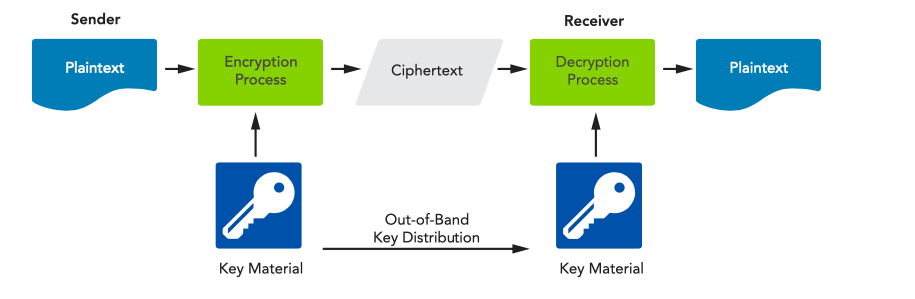 Sender
Receiver
Plaintext
Encryption
Process
Ciphertext
Decryption
Process
Plaintext
Out-of-Band
Key Distribution
Key Material
Key Material